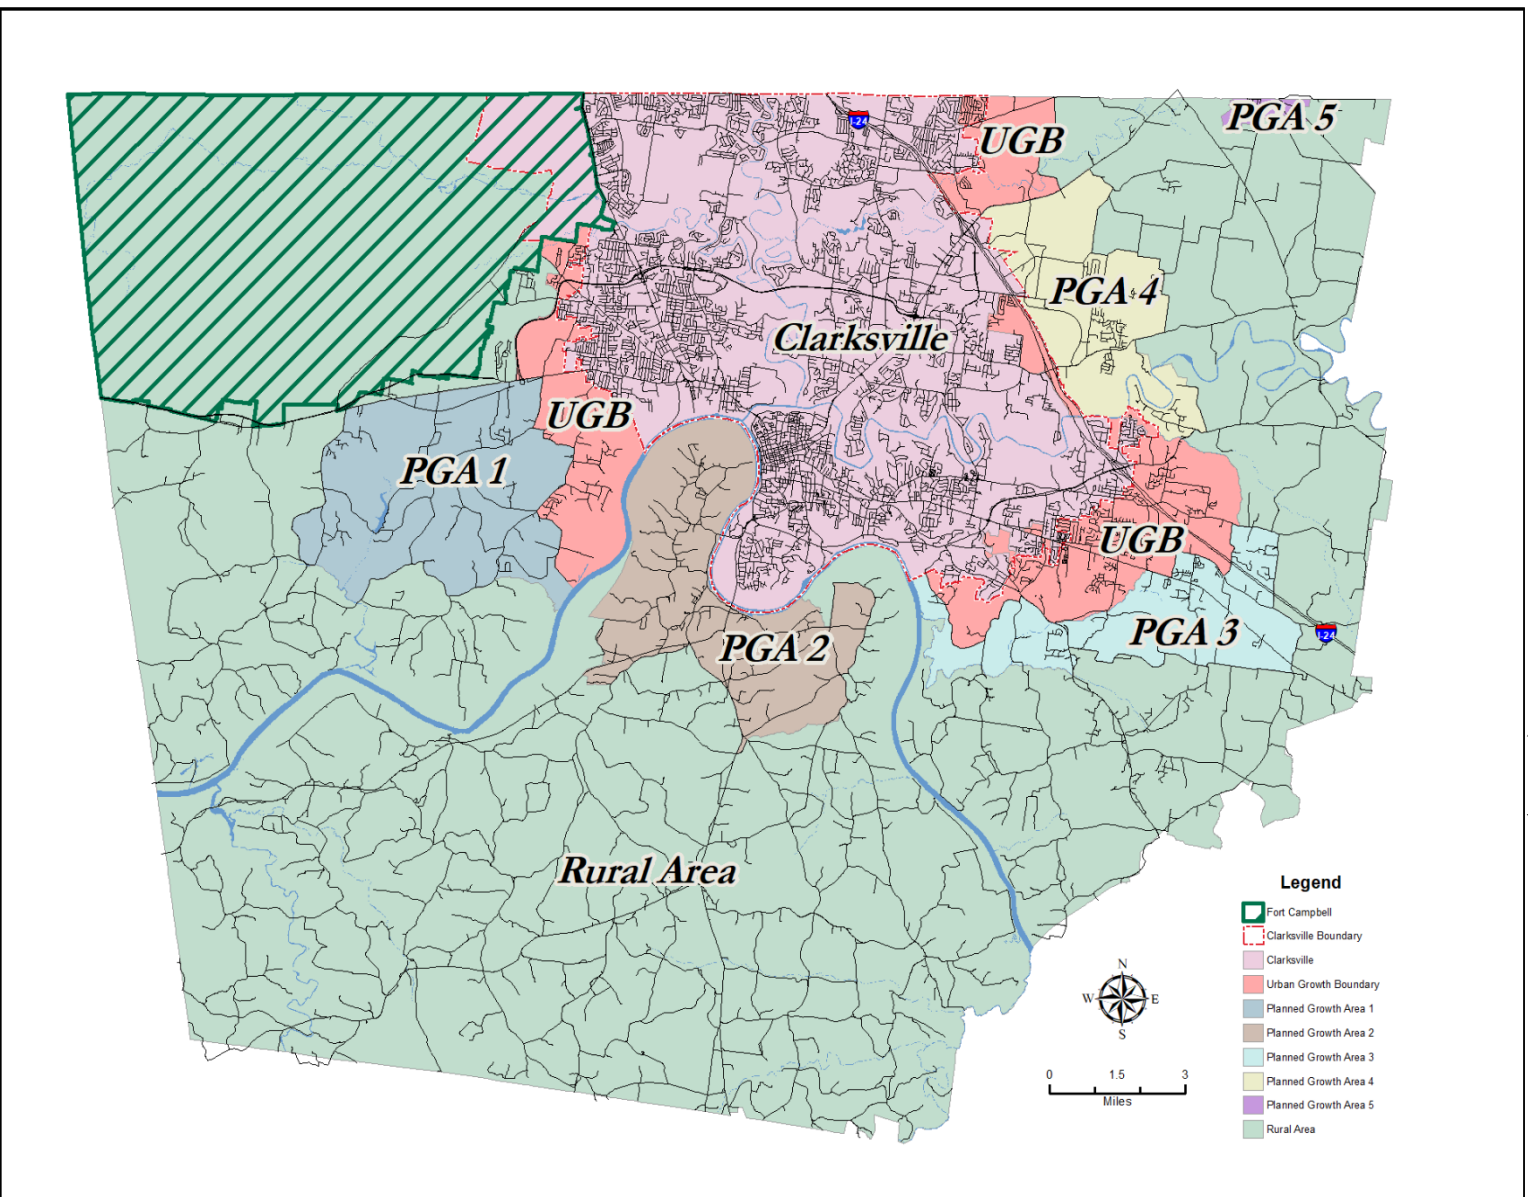 PGA 5
I-24
UGB
PGA 4
Clarksville
UGB
PGA 1
UGB
PGA 3
I-24
PGA 2
Rural Area
Legend
Fort Campbell
Clarksville Boundary
Clarksville
Urban Growth Boundary
Planned Growth Area 1
Planned Growth Area 2
Planned Growth Area 3
Planned Growth Area 4
Planned Growth Area 5
Rural Area
N
W E
S
0 1.5 3
Miles